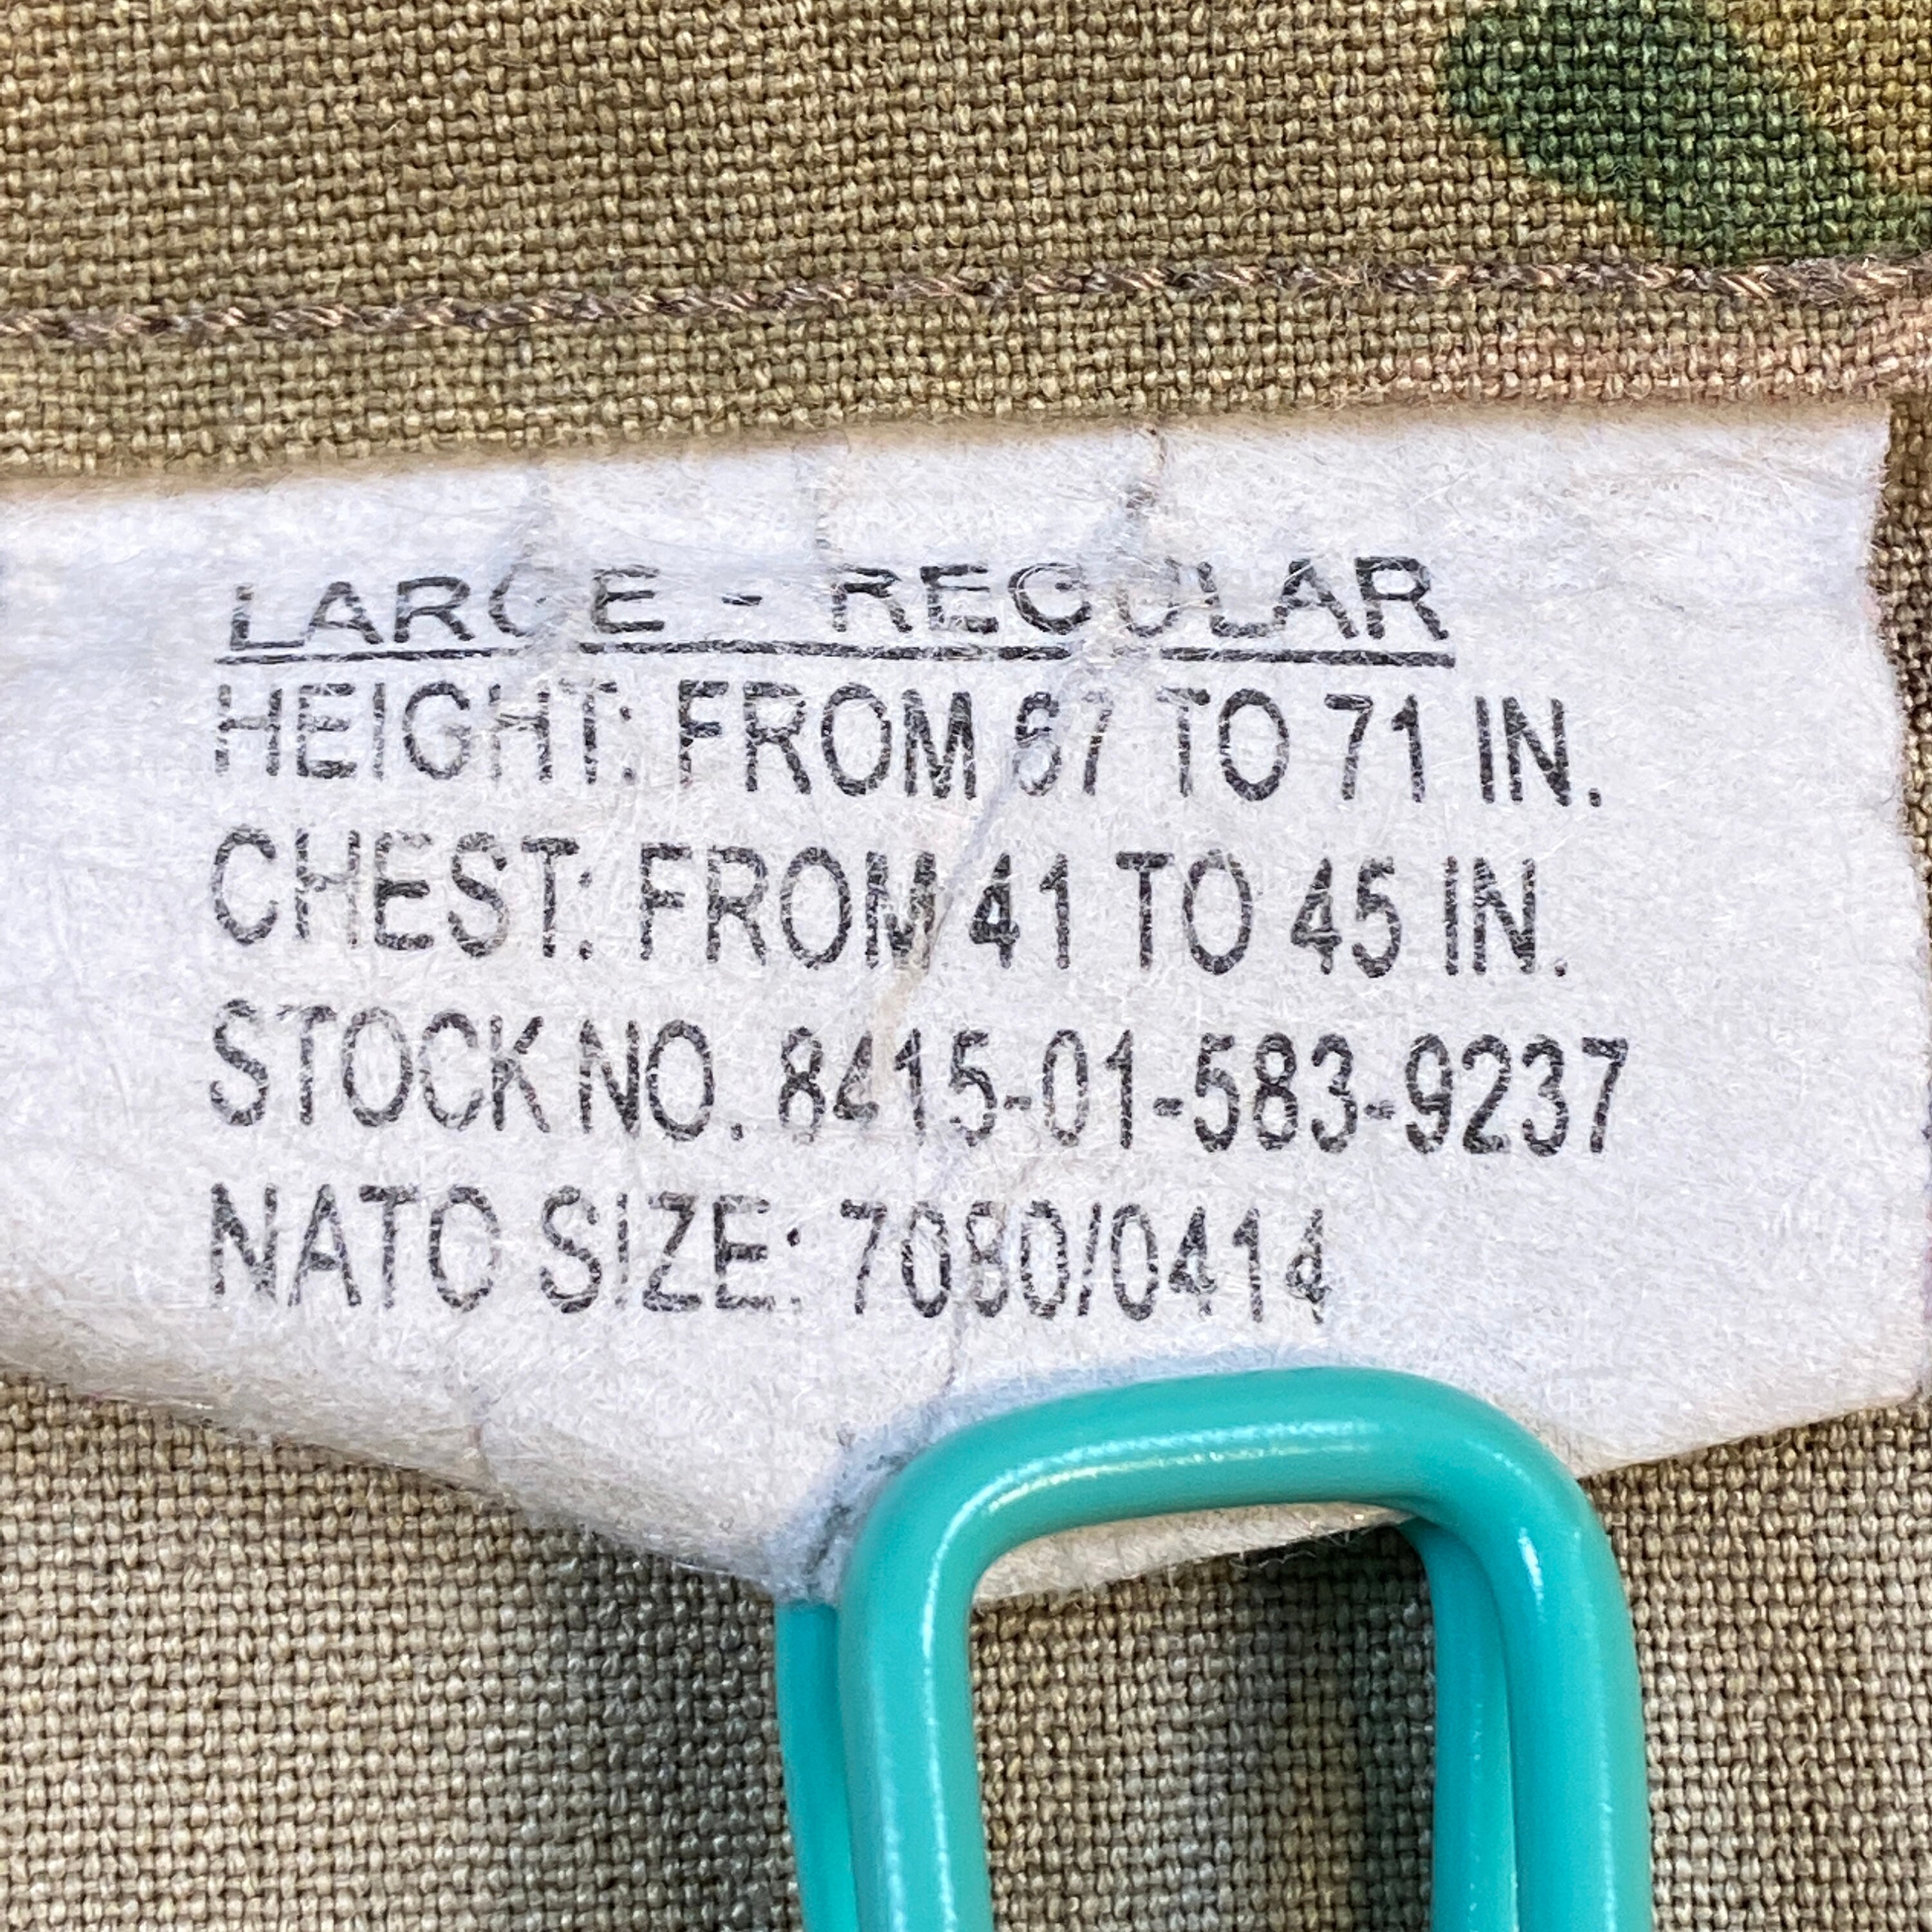 LARGE - REGULAR
HEIGHT: FROM 67 TO 71 IN.
CHEST: FROM 41 TO 45 IN.
STOCK NO. 8415-01-583-9237
NATO SIZE: 7080/0414